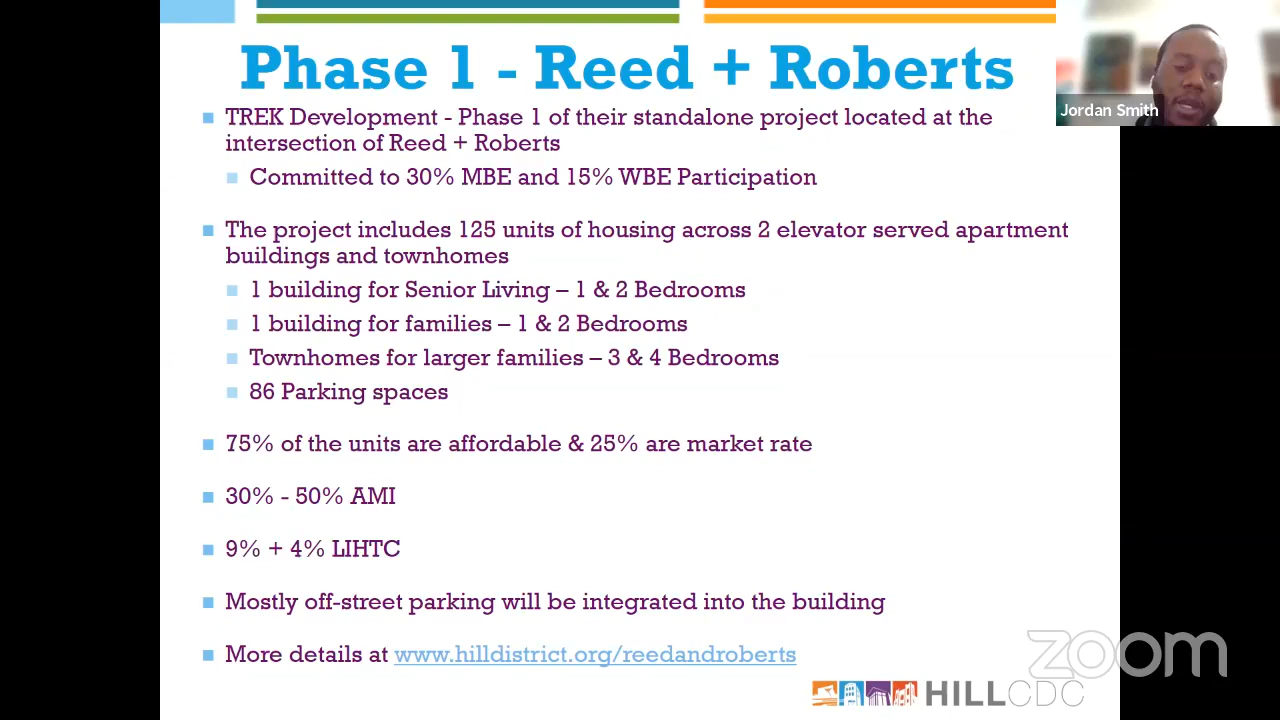 Phase 1 - Reed + Roberts
Jordan Smith
TREK Development - Phase 1 of their standalone project located at the
intersection of Reed + Roberts
Committed to 30% MBE and 15% WBE Participation
The project includes 125 units of housing across 2 elevator served apartment
buildings and townhomes
1 building for Senior Living – 1 & 2 Bedrooms
1 building for families – 1 & 2 Bedrooms
Townhomes for larger families – 3 & 4 Bedrooms
86 Parking spaces
75% of the units are affordable & 25% are market rate
30% - 50% AMI
9% + 4% LIHTC
Mostly off-street parking will be integrated into the building
More details at www.hilldistrict.org/reedandroberts
zoom
HILLCDC